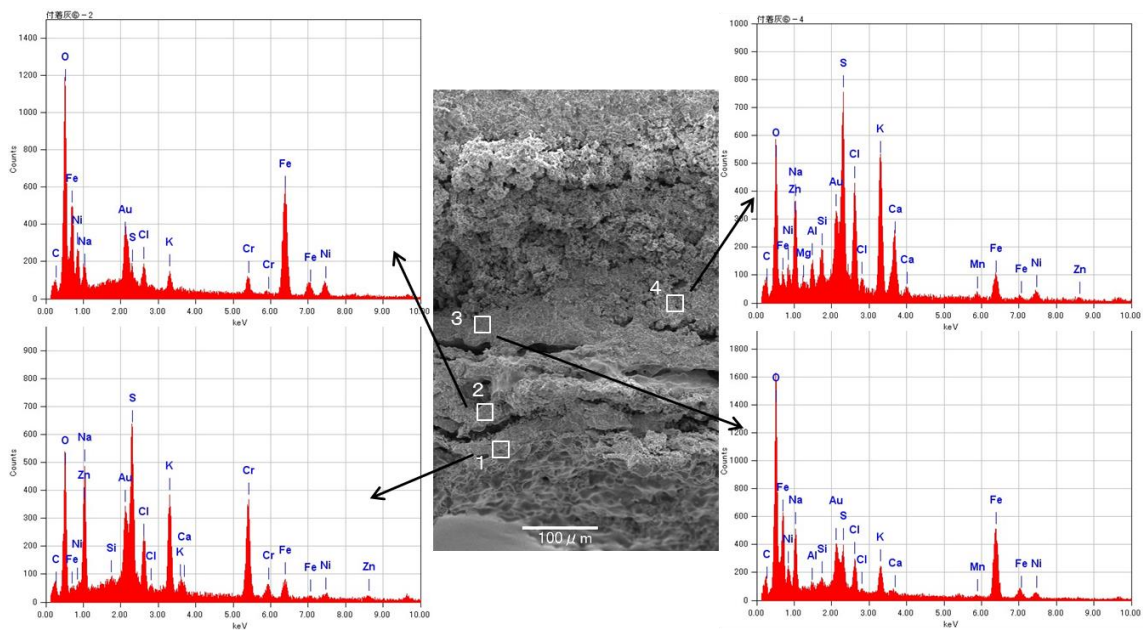 付着灰⑥－2
Counts
1400
1200
1000
800
600
400
200
0
O
Fe
Ni
Na
C
Au
S
Cl
K
Cr
Cr
Fe
Fe
Ni
0.00 1.00 2.00 3.00 4.00 5.00 6.00 7.00 8.00 9.00 10.00
keV
Counts
900
800
700
600
500
400
300
200
100
0
O
Na
Zn
Ni
C
Fe
Si
Au
S
Cl
Cl
K
Ca
K
Cr
Cr
Fe
Fe
Ni
Zn
0.00 1.00 2.00 3.00 4.00 5.00 6.00 7.00 8.00 9.00 10.00
keV
4
3
2
1
100 μm
付着灰⑥－4
Counts
1000
900
800
700
600
500
400
300
200
100
0
O
Na
Zn
Ni
C
Fe
Mg
Al
Si
Au
S
Cl
Cl
K
Ca
Ca
Mn
Fe
Fe
Ni
Zn
0.00 1.00 2.00 3.00 4.00 5.00 6.00 7.00 8.00 9.00 10.00
keV
Counts
1800
1600
1400
1200
1000
800
600
400
200
0
O
Fe
Na
Ni
C
Al
Si
Au
S
Cl
Cl
K
Ca
Mn
Fe
Fe
Ni
0.00 1.00 2.00 3.00 4.00 5.00 6.00 7.00 8.00 9.00 10.00
keV